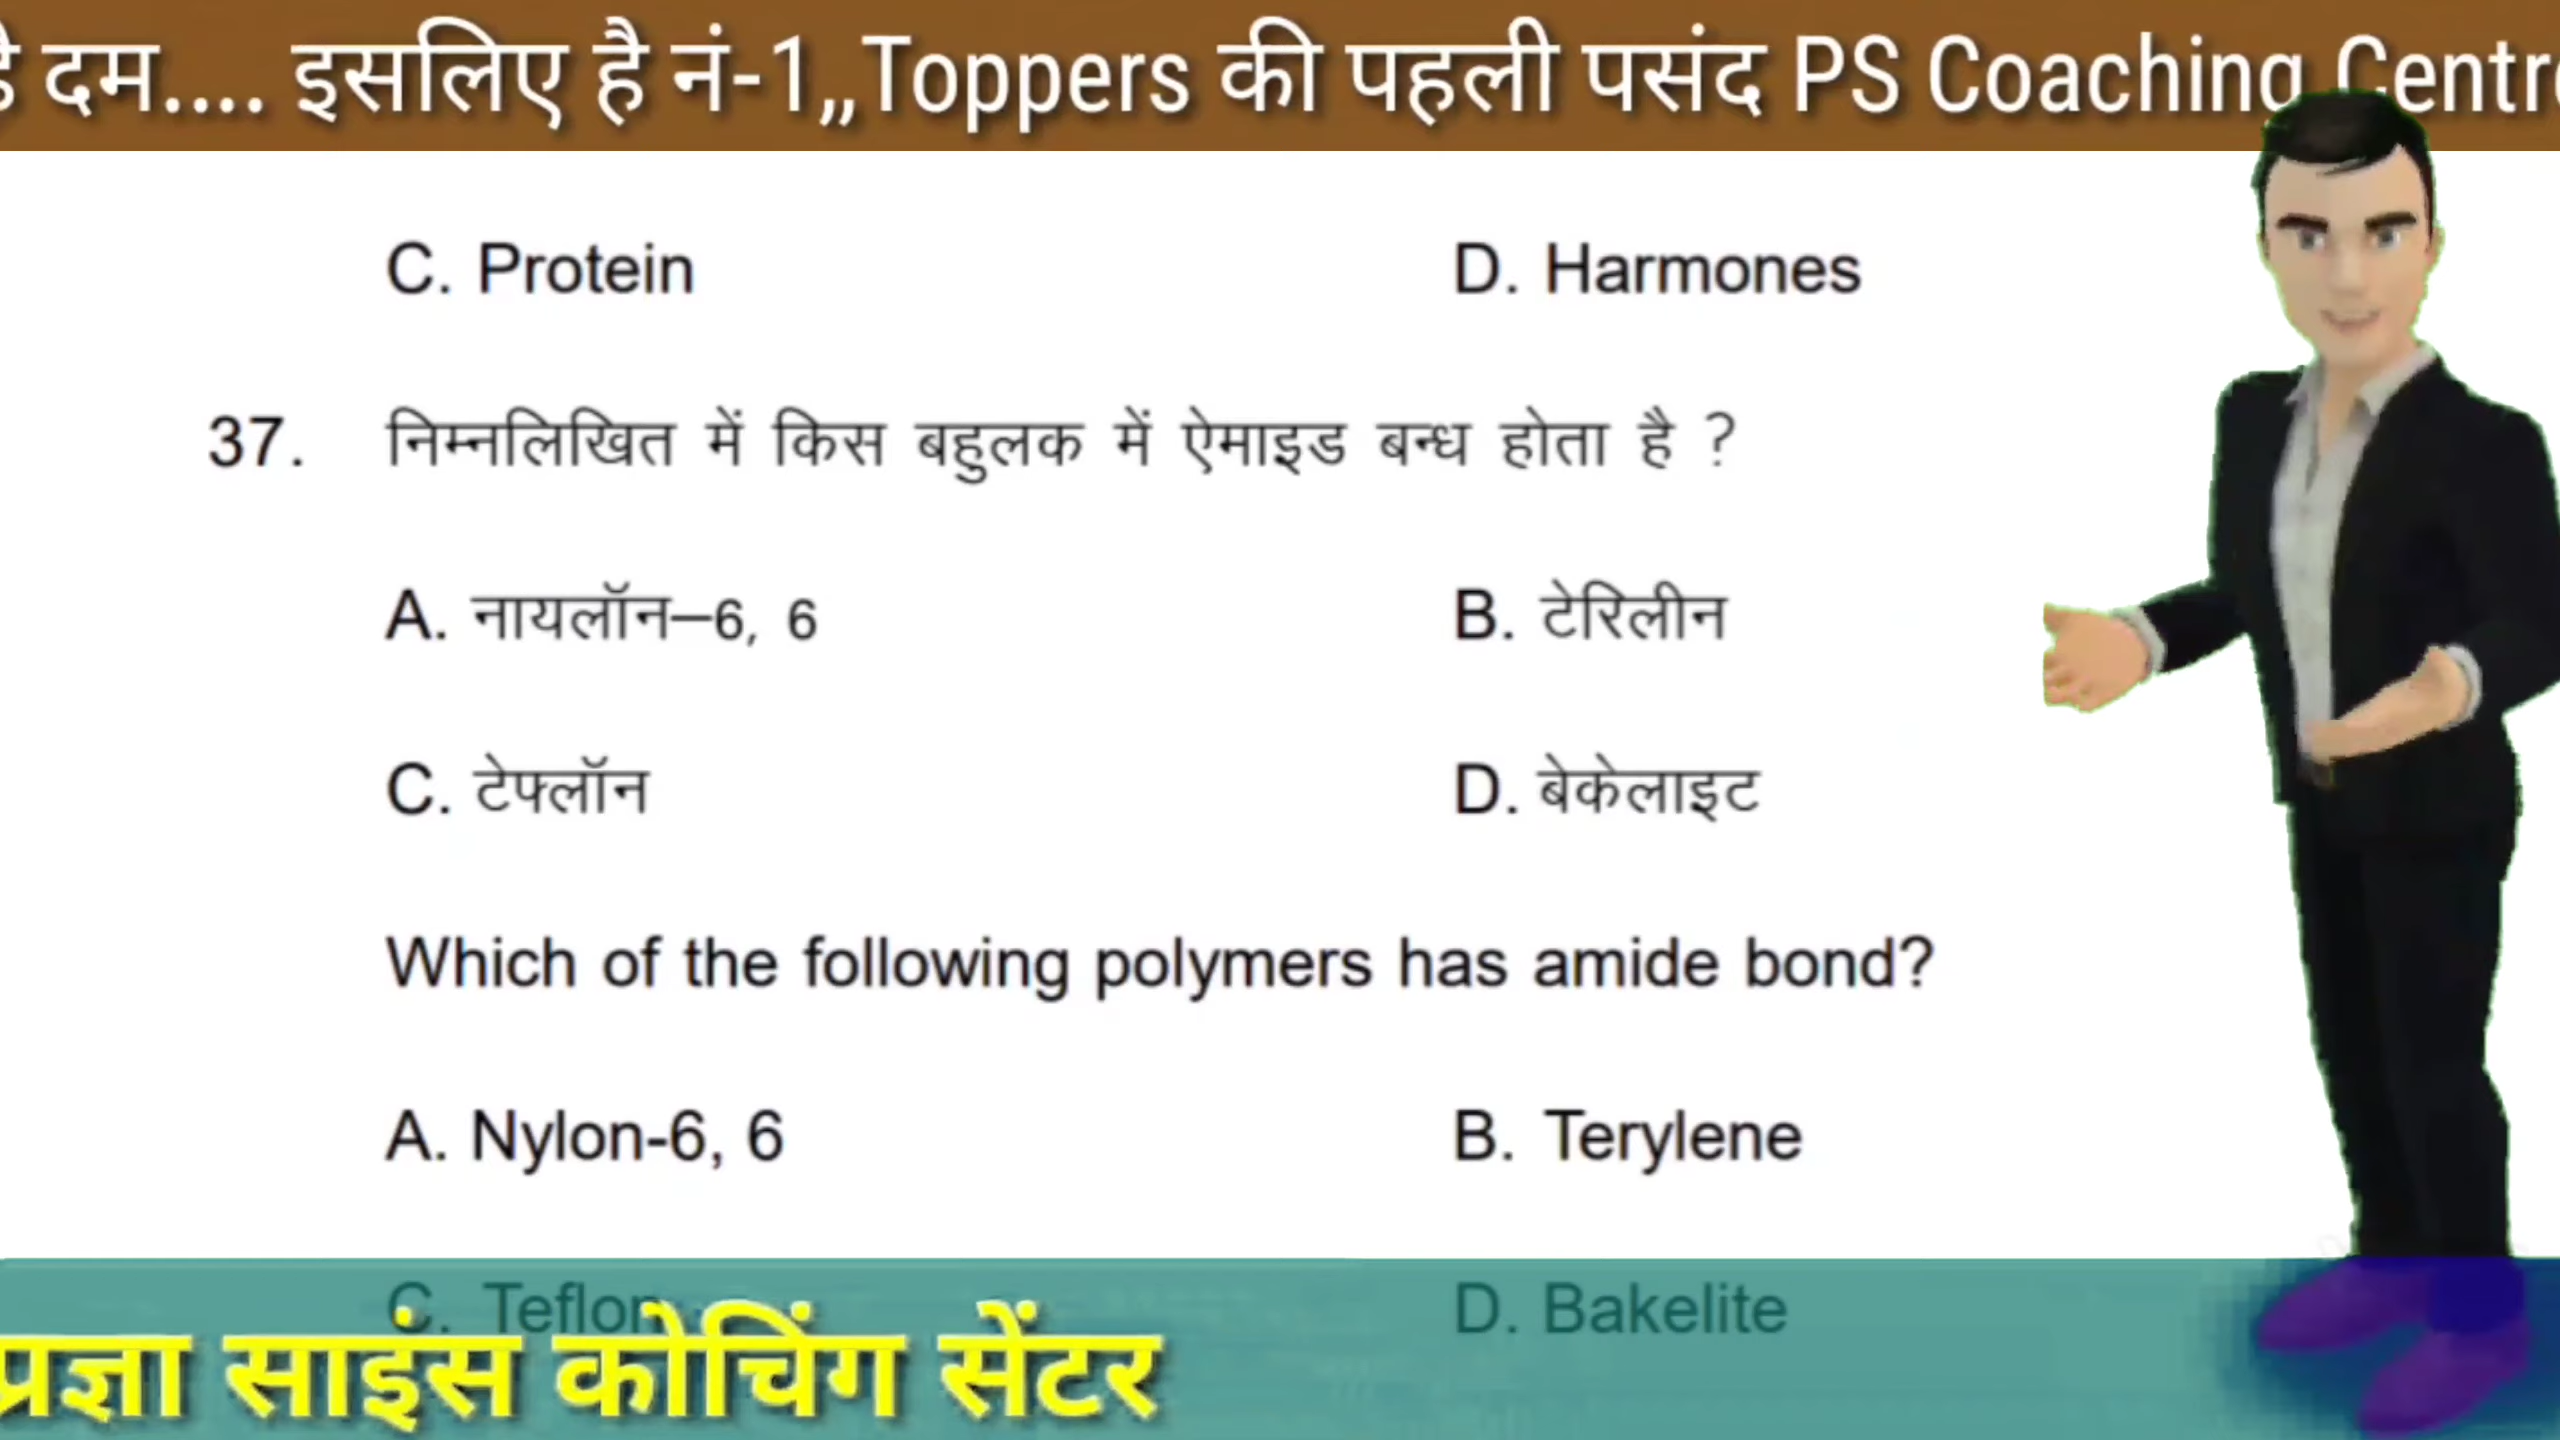 दम.... इसलिए है नं-1,,Toppers की पहली पसंद PS Coaching Centre
C. Protein
D. Harmones
37. निम्नलिखित में किस बहुलक में ऐमाइड बन्ध होता है ?
A. नायलॉन–6, 6
B. टेरिलीन
C. टेफ्लॉन
D. बेकेलाइट
Which of the following polymers has amide bond?
A. Nylon-6, 6
B. Terylene
C. Teflon
D. Bakelite
प्रज्ञा साइंस कोचिंग सेंटर